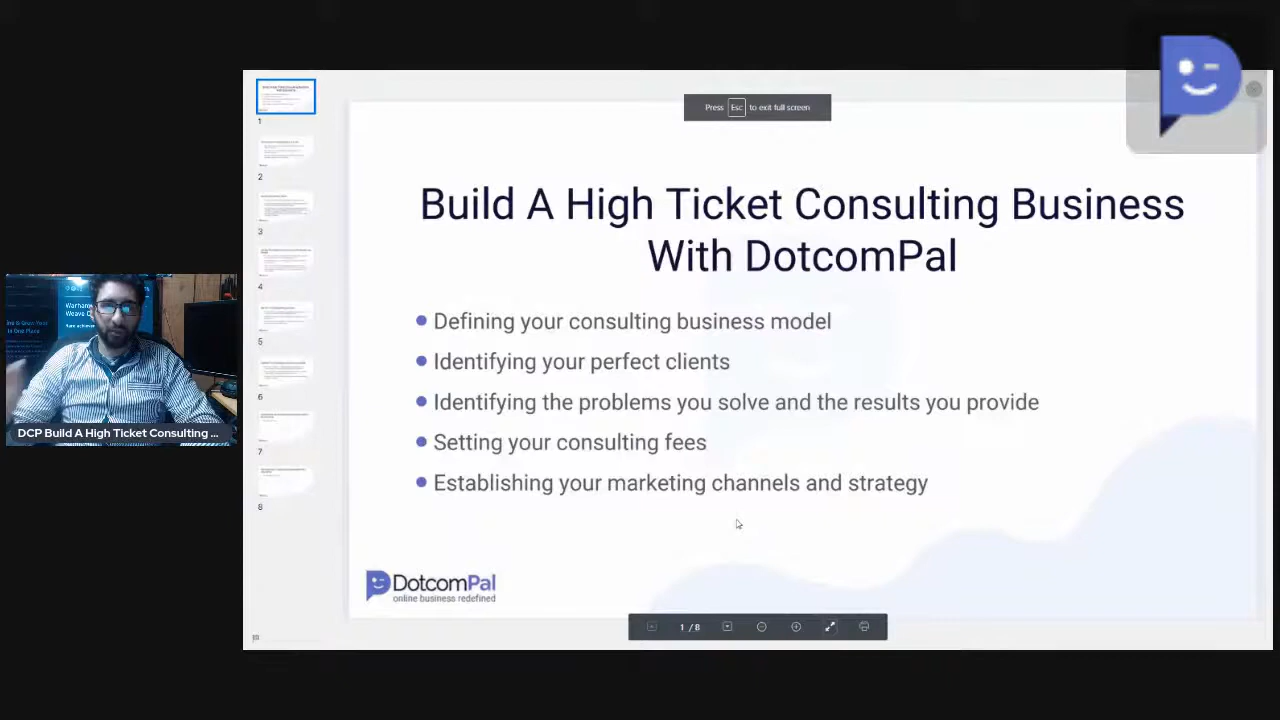 Press Esc to exit full screen
Build A High Ticket Consulting Business
With DotcomPal
Defining your consulting business model
Identifying your perfect clients
Identifying the problems you solve and the results you provide
Setting your consulting fees
Establishing your marketing channels and strategy
DotcomPal
online business redefined
1 / 8
1
2
3
4
5
6
7
8
DCP Build A High Ticket Consulting ...